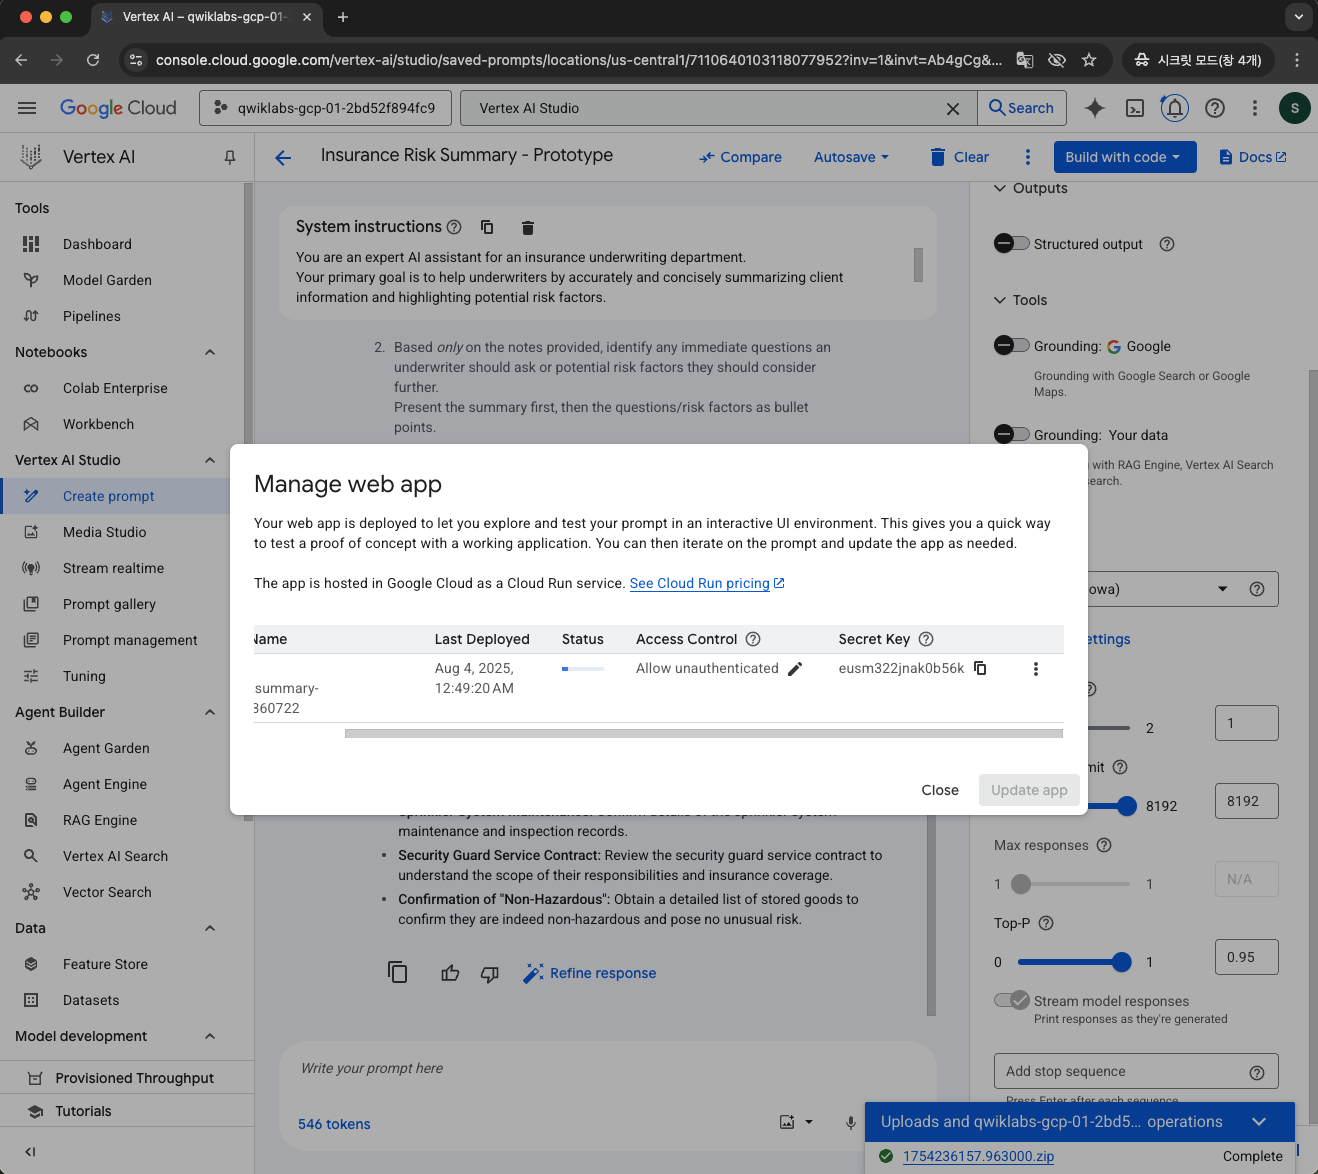 Vertex AI – qwiklabs-gcp-01-
console.cloud.google.com/vertex-ai/studio/saved-prompts/locations/us-central1/7110640103118077952?inv=1&invt=Ab4gCg&...
시크릿 모드(창 4개)
Google Cloud
qwiklabs-gcp-01-2bd52f894fc9
Vertex AI Studio
Search
S
Vertex AI
Insurance Risk Summary - Prototype
Compare
Autosave
Clear
Build with code
Docs
Tools
Dashboard
Model Garden
Pipelines
Notebooks
Colab Enterprise
Workbench
Vertex AI Studio
Create prompt
Media Studio
Stream realtime
Prompt gallery
Prompt management
Tuning
Agent Builder
Agent Garden
Agent Engine
RAG Engine
Vertex AI Search
Vector Search
Data
Feature Store
Datasets
Model development
Provisioned Throughput
Tutorials
System instructions
You are an expert AI assistant for an insurance underwriting department.
Your primary goal is to help underwriters by accurately and concisely summarizing client
information and highlighting potential risk factors.
2. Based only on the notes provided, identify any immediate questions an
underwriter should ask or potential risk factors they should consider
further.
Present the summary first, then the questions/risk factors as bullet
points.
Manage web app
Your web app is deployed to let you explore and test your prompt in an interactive UI environment. This gives you a quick way
to test a proof of concept with a working application. You can then iterate on the prompt and update the app as needed.
The app is hosted in Google Cloud as a Cloud Run service. See Cloud Run pricing
Name
Last Deployed
Status
Access Control
Secret Key
summary-
360722
Aug 4, 2025,
12:49:20 AM
Allow unauthenticated
eusm322jnak0b56k
Close
Update app
maintenance and inspection records.
• Security Guard Service Contract: Review the security guard service contract to
understand the scope of their responsibilities and insurance coverage.
• Confirmation of "Non-Hazardous": Obtain a detailed list of stored goods to
confirm they are indeed non-hazardous and pose no unusual risk.
Refine response
Write your prompt here
546 tokens
Outputs
Structured output
Tools
Grounding: Google
Grounding with Google Search or Google
Maps.
Grounding: Your data
with RAG Engine, Vertex AI Search
search.
owa)
ettings
2
1
mit
8192
8192
Max responses
1
1
N/A
Top-P
0
1
0.95
Stream model responses
Print responses as they're generated
Add stop sequence
Press Enter after each sequence
Uploads and qwiklabs-gcp-01-2bd5... operations
1754236157.963000.zip
Complete